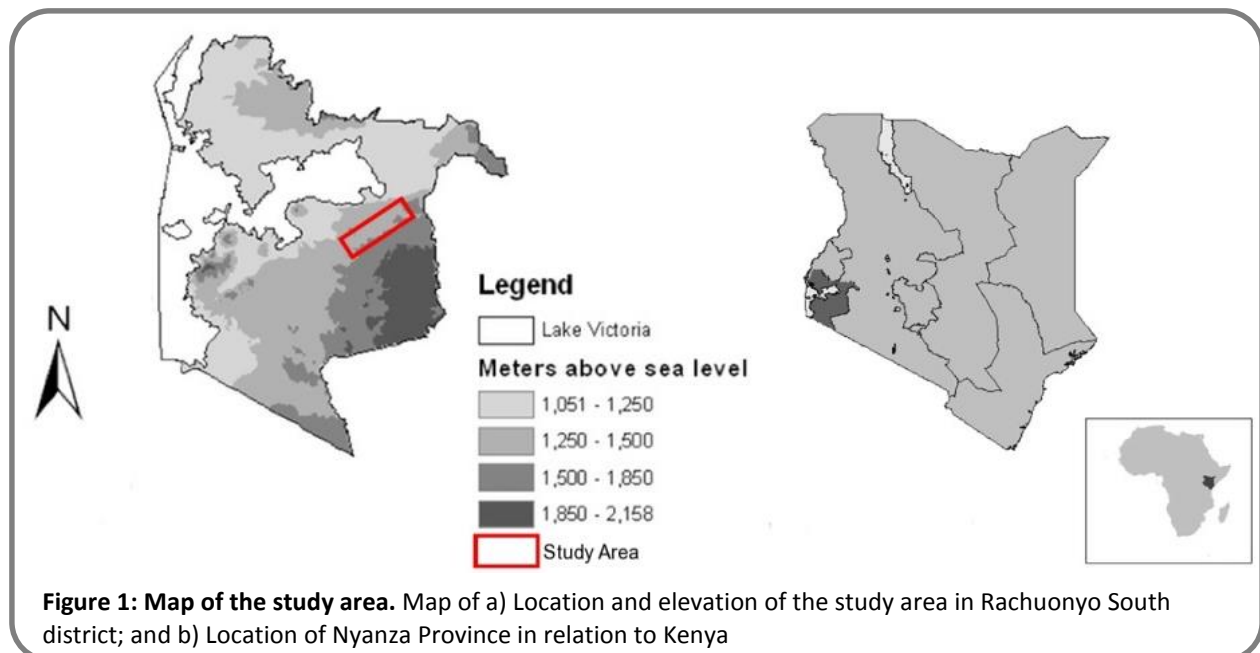 N
Legend
Lake Victoria
Meters above sea level
1,051 - 1,250
1,250 - 1,500
1,500 - 1,850
1,850 - 2,158
Study Area
Figure 1: Map of the study area. Map of a) Location and elevation of the study area in Rachuonyo South
district; and b) Location of Nyanza Province in relation to Kenya